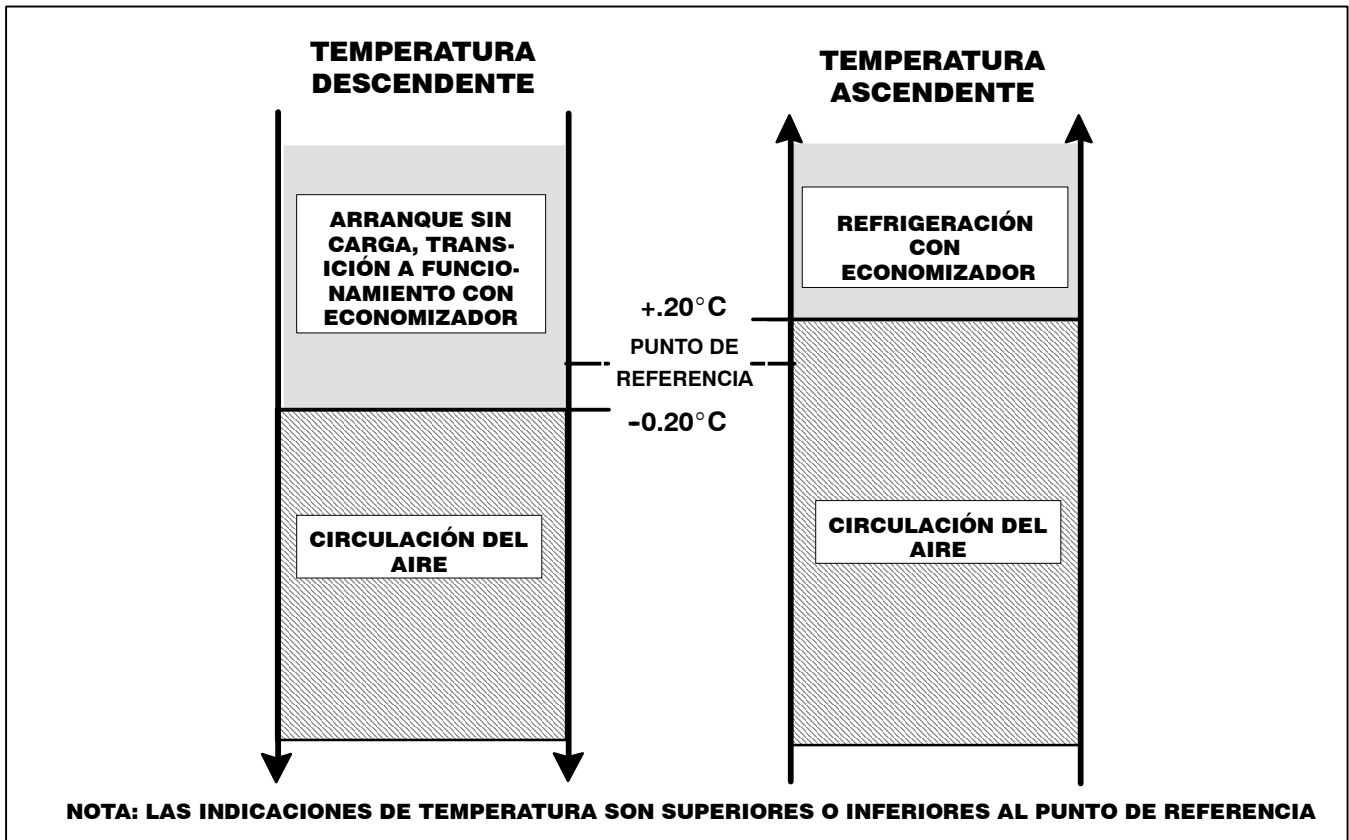 TEMPERATURA
DESCENDENTE
TEMPERATURA
ASCENDENTE
ARRANQUE SIN
CARGA, TRANS-
ICIÓN A FUNCIO-
NAMIENTO CON
ECONOMIZADOR
REFRIGERACIÓN
CON
ECONOMIZADOR
+.20°C
PUNTO DE
REFERENCIA
-0.20°C
CIRCULACIÓN DEL
AIRE
CIRCULACIÓN DEL
AIRE
NOTA: LAS INDICACIONES DE TEMPERATURA SON SUPERIORES O INFERIORES AL PUNTO DE REFERENCIA